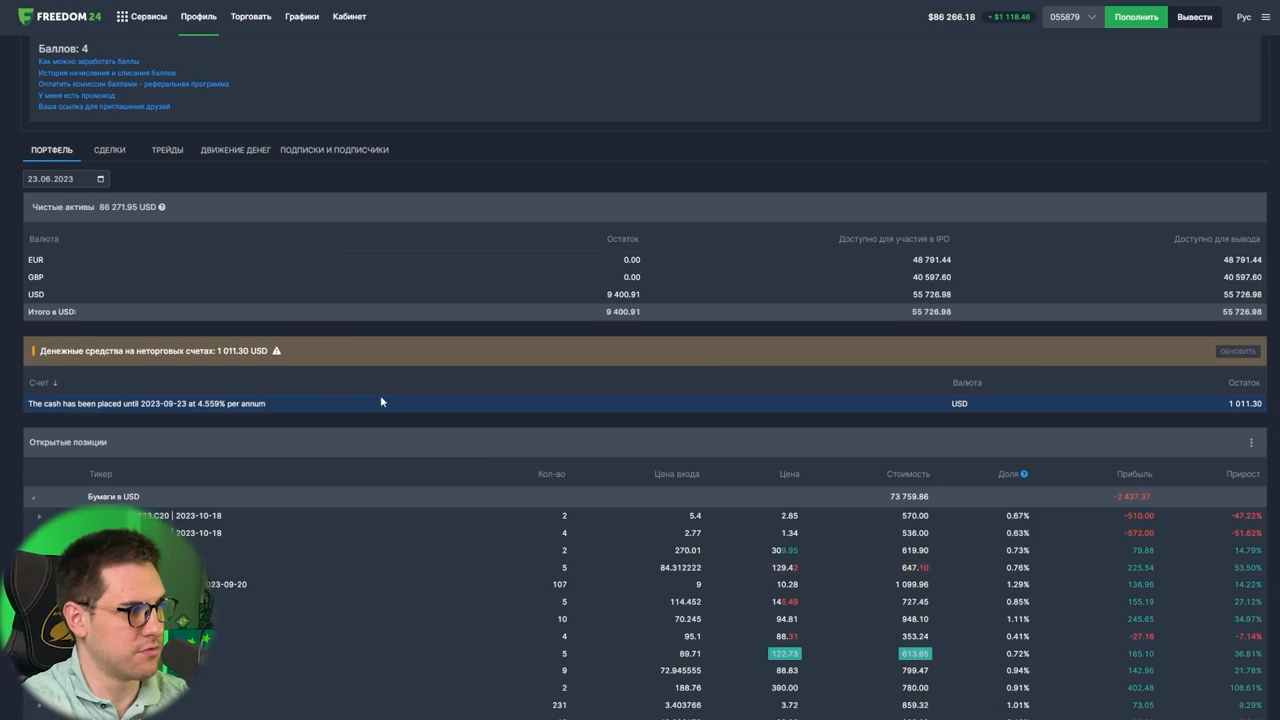 FREEDOM 24 Сервисы Профиль Торговать Графики Кабинет $86 266.18 + $1 118.46 055879 Пополнить Вывести Рус
Баллов: 4
Как можно заработать баллы
История начисления и списания баллов
Оплатить комиссии баллами - реферальная программа
У меня есть промокод
Ваша ссылка для приглашения друзей
ПОРТФЕЛЬ СДЕЛКИ ТРЕЙДЫ ДВИЖЕНИЕ ДЕНЕГ ПОДПИСКИ И ПОДПИСЧИКИ
23.06.2023
Чистые активы 86 271.95 USD
Валюта Остаток Доступно для участия в IPO Доступно для вывода
EUR 0.00 48 791.44 48 791.44
GBP 0.00 40 597.60 40 597.60
USD 9 400.91 55 726.98 55 726.98
Итого в USD: 9 400.91 55 726.98 55 726.98
Денежные средства на неторговых счетах: 1 011.30 USD ОБНОВИТЬ
Счет ↓ Валюта Остаток
The cash has been placed until 2023-09-23 at 4.559% per annum USD 1 011.30
Открытые позиции
Тикер Кол-во Цена входа Цена Стоимость Доля Прибыль Прирост
Бумаги в USD 73 759.86 -2 437.37
.C20 | 2023-10-18 2 5.4 2.85 570.00 0.67% -510.00 -47.22%
| 2023-10-18 4 2.77 1.34 536.00 0.63% -572.00 -51.62%
2 270.01 309.95 619.90 0.73% 79.88 14.79%
5 84.312222 129.42 647.10 0.76% 225.54 53.50%
023-09-20 107 9 10.28 1 099.96 1.29% 136.96 14.22%
5 114.452 145.49 727.45 0.85% 155.19 27.12%
10 70.245 94.81 948.10 1.11% 245.65 34.97%
4 95.1 88.31 353.24 0.41% -27.16 -7.14%
5 89.71 122.73 613.65 0.72% 165.10 36.81%
9 72.945555 88.83 799.47 0.94% 142.96 21.78%
2 188.76 390.00 780.00 0.91% 402.48 106.61%
231 3.403766 3.72 859.32 1.01% 73.05 9.29%